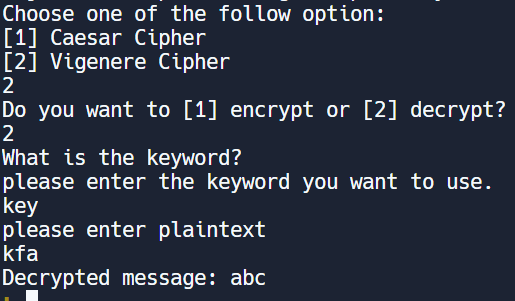 Choose one of the follow option:
[1] Caesar Cipher
[2] Vigenere Cipher
2
Do you want to [1] encrypt or [2] decrypt?
2
What is the keyword?
please enter the keyword you want to use.
key
please enter plaintext
kfa
Decrypted message: abc